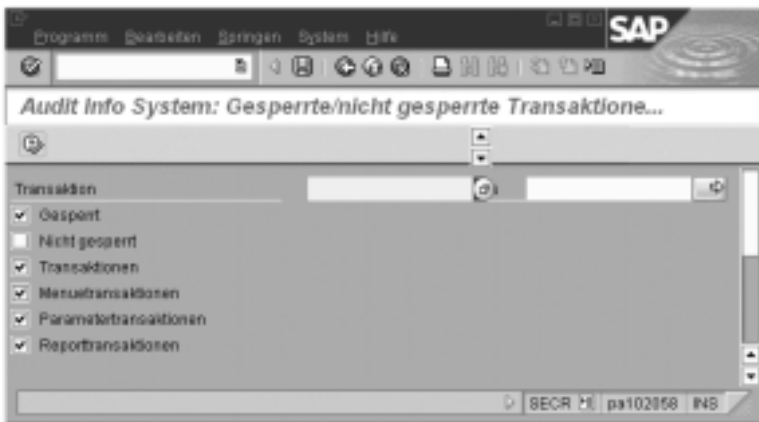 Programm Bearbeiten Springen System Hilfe
SAP
Audit Info System: Gesperrte/nicht gesperrte Transaktione...
Transaktion
Gesperrt
Nicht gesperrt
Transaktionen
Menuetransaktionen
Parametertransaktionen
Reporttransaktionen
SECR pa102058 INS